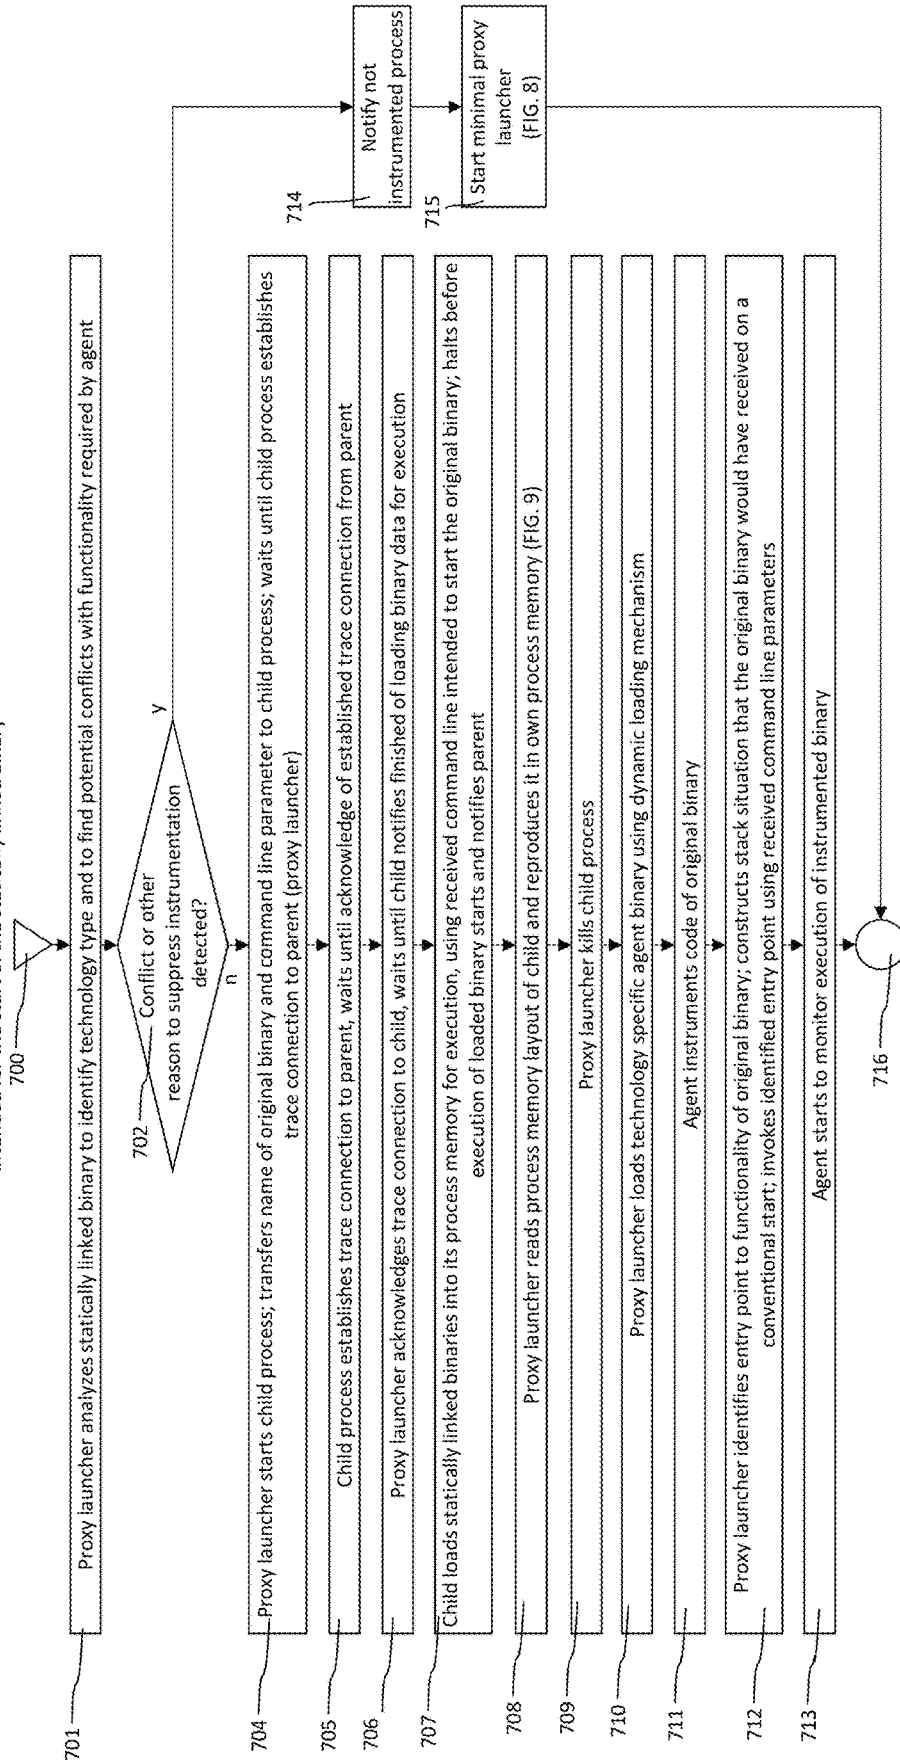 700
701
Proxy launcher analyzes statically linked binary to identify technology type and to find potential conflicts with functionality required by agent
702
Conflict or other
reason to suppress instrumentation
detected?
y
n
714
Notify not
instrumented process
715
Start minimal proxy
launcher
(FIG. 8)
704
Proxy launcher starts child process; transfers name of original binary and command line parameter to child process; waits until child process establishes
trace connection to parent (proxy launcher)
705
Child process establishes trace connection to parent, waits until acknowledge of established trace connection from parent
706
Proxy launcher acknowledges trace connection to child, waits until child notifies finished of loading binary data for execution
707
Child loads statically linked binaries into its process memory for execution, using received command line intended to start the original binary; halts before
execution of loaded binary starts and notifies parent
708
Proxy launcher reads process memory layout of child and reproduces it in own process memory (FIG. 9)
709
Proxy launcher kills child process
710
Proxy launcher loads technology specific agent binary using dynamic loading mechanism
711
Agent instruments code of original binary
712
Proxy launcher identifies entry point to functionality of original binary; constructs stack situation that the original binary would have received on a
conventional start; invokes identified entry point using received command line parameters
713
Agent starts to monitor execution of instrumented binary
716